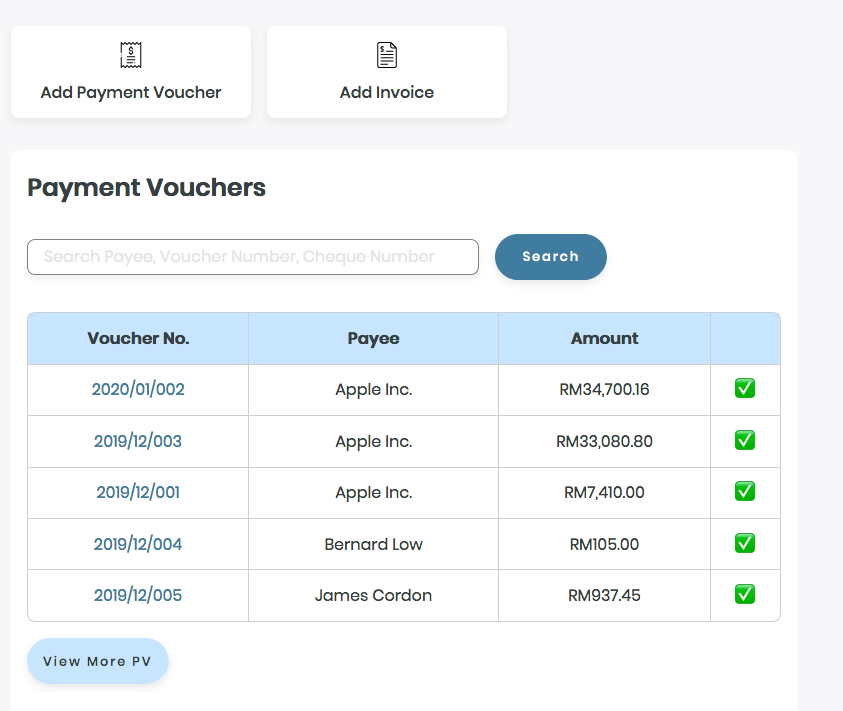 Add Payment Voucher Add Invoice
Payment Vouchers
Search Payee, Voucher Number, Cheque Number Search
Voucher No. Payee Amount
2020/01/002 Apple Inc. RM34,700.16 ✅
2019/12/003 Apple Inc. RM33,080.80 ✅
2019/12/001 Apple Inc. RM7,410.00 ✅
2019/12/004 Bernard Low RM105.00 ✅
2019/12/005 James Cordon RM937.45 ✅
View More PV